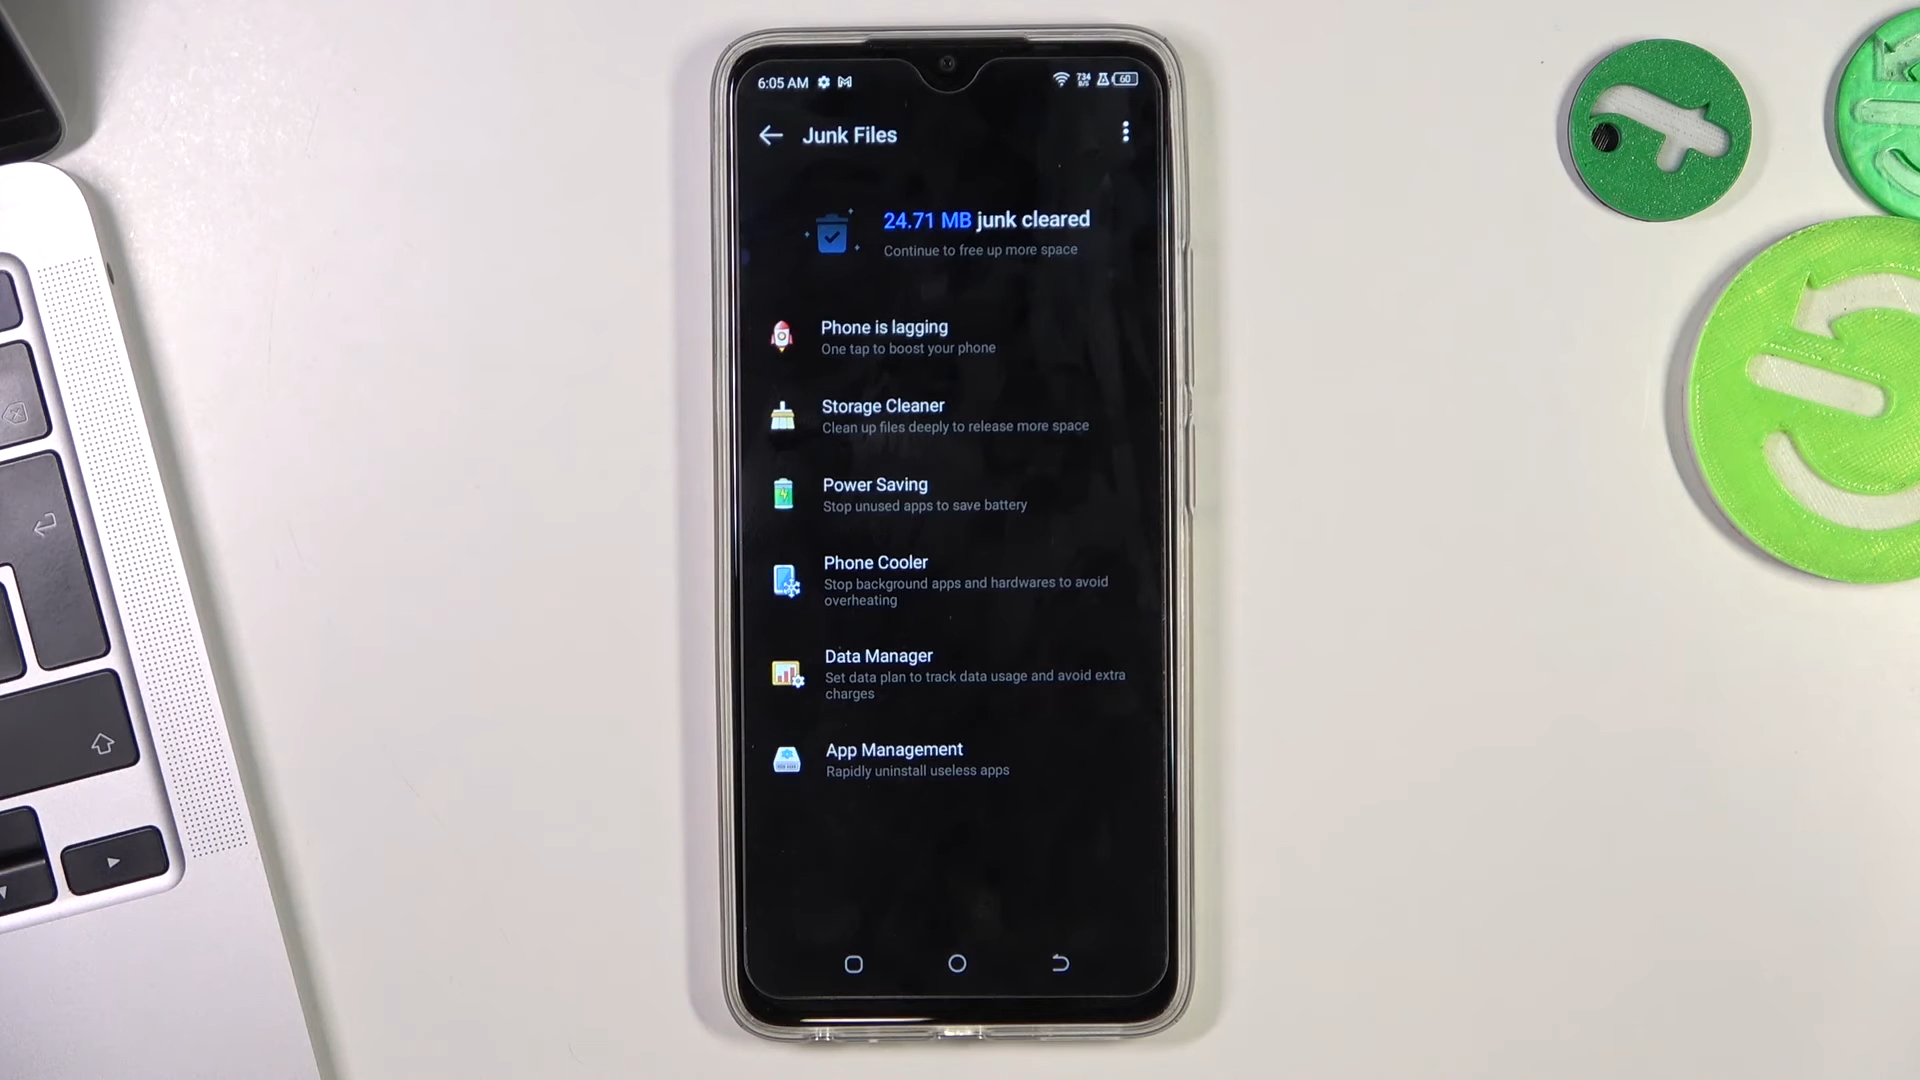 6:05 AM
734
B/S
60
Junk Files
24.71 MB junk cleared
Continue to free up more space
Phone is lagging
One tap to boost your phone
Storage Cleaner
Clean up files deeply to release more space
Power Saving
Stop unused apps to save battery
Phone Cooler
Stop background apps and hardwares to avoid
overheating
Data Manager
Set data plan to track data usage and avoid extra
charges
App Management
Rapidly uninstall useless apps